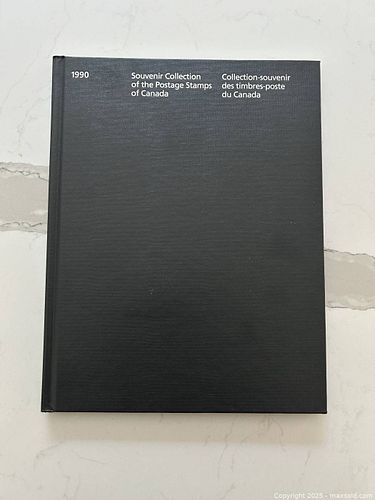 1990
Souvenir Collection
of the Postage Stamps
of Canada
Collection-souvenir
des timbres-poste
du Canada
Copyright © 2025 - maxsold.com